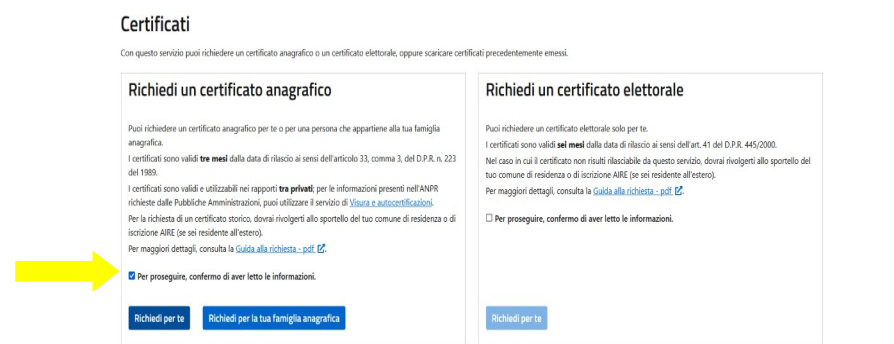 Certificati
Con questo servizio puoi richiedere un certificato anagrafico o un certificato elettorale, oppure scaricare certificati precedentemente emessi.
Richiedi un certificato anagrafico
Puoi richiedere un certificato anagrafico per te o per una persona che appartiene alla tua famiglia
anagrafica.
I certificati sono validi tre mesi dalla data di rilascio ai sensi dell'articolo 33, comma 3, del D.P.R. n. 223
del 1989.
I certificati sono validi e utilizzabili nei rapporti tra privati; per le informazioni presenti nell'ANPR
richieste dalle Pubbliche Amministrazioni, puoi utilizzare il servizio di Visura e autocertificazioni.
Per la richiesta di un certificato storico, dovrai rivolgerti allo sportello del tuo comune di residenza o di
iscrizione AIRE (se sei residente all'estero).
Per maggiori dettagli, consulta la Guida alla richiesta - pdf.
Per proseguire, confermo di aver letto le informazioni.
Richiedi per te
Richiedi per la tua famiglia anagrafica
Richiedi un certificato elettorale
Puoi richiedere un certificato elettorale solo per te.
I certificati sono validi sei mesi dalla data di rilascio ai sensi dell'art. 41 del D.P.R. 445/2000.
Nel caso in cui il certificato non risulti rilasciabile da questo servizio, dovrai rivolgerti allo sportello del
tuo comune di residenza o di iscrizione AIRE (se sei residente all'estero).
Per maggiori dettagli, consulta la Guida alla richiesta - pdf.
Per proseguire, confermo di aver letto le informazioni.
Richiedi per te